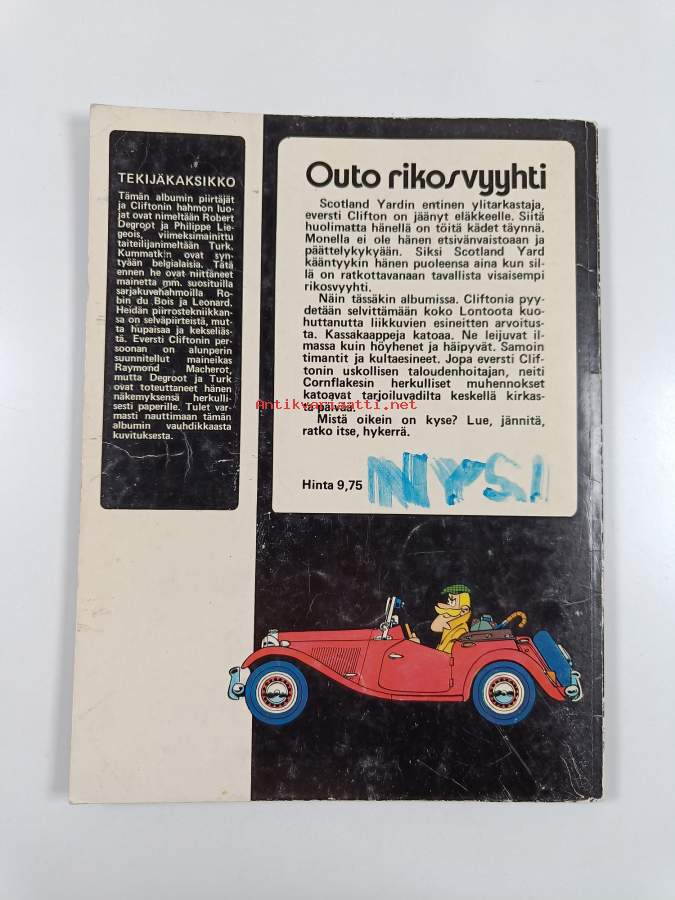 TEKIJÄKAKSIKKO
Tämän albumin piirtäjät
ja Cliftonin hahmon luo-
jat ovat nimeltään Robert
Degroot ja Philippe Lie-
geois, viimeksimainittu
taiteilijanimeltään Turk.
Kummatkin ovat syn-
tyään belgialaisia. Tätä
ennen he ovat niittäneet
mainetta mm. suosituilla
sarjakuvahahmoilla Ro-
bin du Bois ja Leonard.
Heidän piirrostekniikkan-
sa on selväpiirteistä, mut-
ta hupaisaa ja kekseliäs-
tä. Eversti Cliftonin per-
soonan on alunperin
suunnitellut maineikas
Raymond Macherot,
mutta Degroot ja Turk
ovat toteuttaneet hänen
näkemyksensä herkulli-
sesti paperille. Tulet var-
masti nauttimaan tämän
albumin vauhdikkaasta
kuvituksesta.
Outo rikosvyyhti
Scotland Yardin entinen ylitarkastaja,
eversti Clifton on jäänyt eläkkeelle. Siitä
huolimatta hänellä on töitä kädet täynnä.
Monella ei ole hänen etsivänvaistoaan ja
päättelykykyään. Siksi Scotland Yard
kääntyykin hänen puoleensa aina kun sil-
lä on ratkottavanaan tavallista visaisempi
rikosvyyhti.
Näin tässäkin albumissa. Cliftonia pyy-
detään selvittämään koko Lontoota kuo-
huttanutta liikkuvien esineitten arvoitus-
ta. Kassakaappeja katoaa. Ne leijuvat il-
massa kuin höyhenet ja häipyvät. Samoin
timantit ja kultaesineet. Jopa eversti Clif-
tonin uskollisen taloudenhoitajan, neiti
Cornflakesin herkulliset muhennokset
katoavat tarjoiluvadilta keskellä kirkas-
ta päivää.
Mistä oikein on kyse? Lue, jännitä,
ratko itse, hykerrä.
Hinta 9,75
NYSI
Antikvariaatti.net